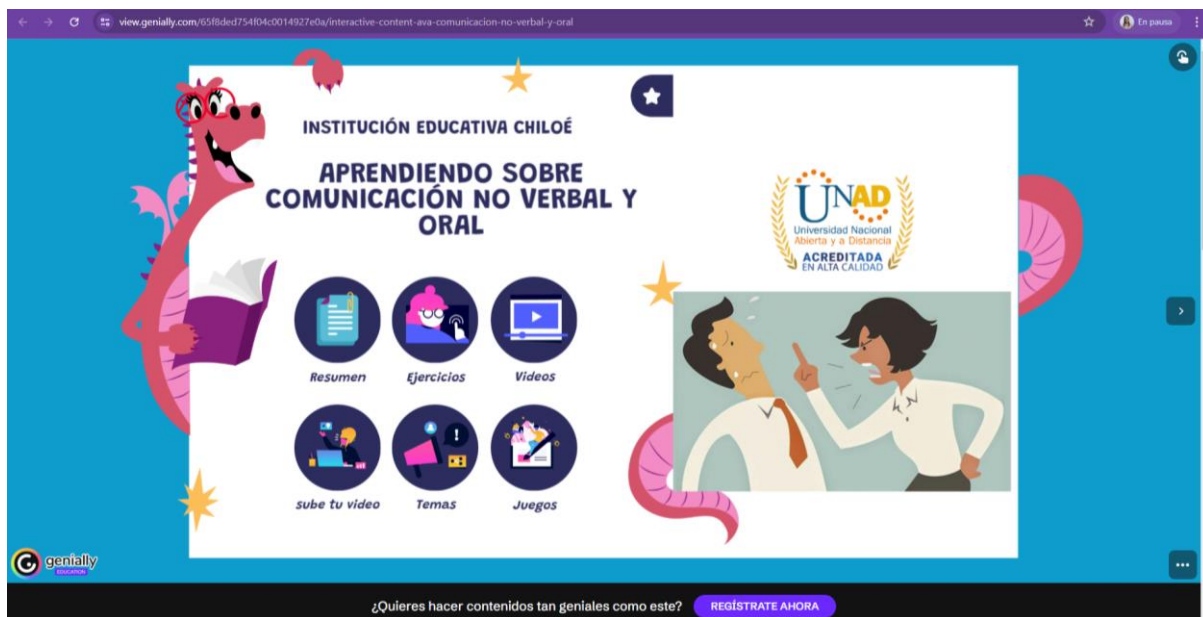 view.genially.com/65f8ded754f04c0014927e0a/interactive-content-ava-comunicacion-no-verbal-y-oral
En pausa
INSTITUCIÓN EDUCATIVA CHILOÉ
APRENDIENDO SOBRE
COMUNICACIÓN NO VERBAL Y
ORAL
UNAD
Universidad Nacional
Abierta y a Distancia
ACREDITADA
EN ALTA CALIDAD
Resumen
Ejercicios
Videos
sube tu video
Temas
Juegos
genially
EDUCATION
¿Quieres hacer contenidos tan geniales como este?
REGÍSTRATE AHORA